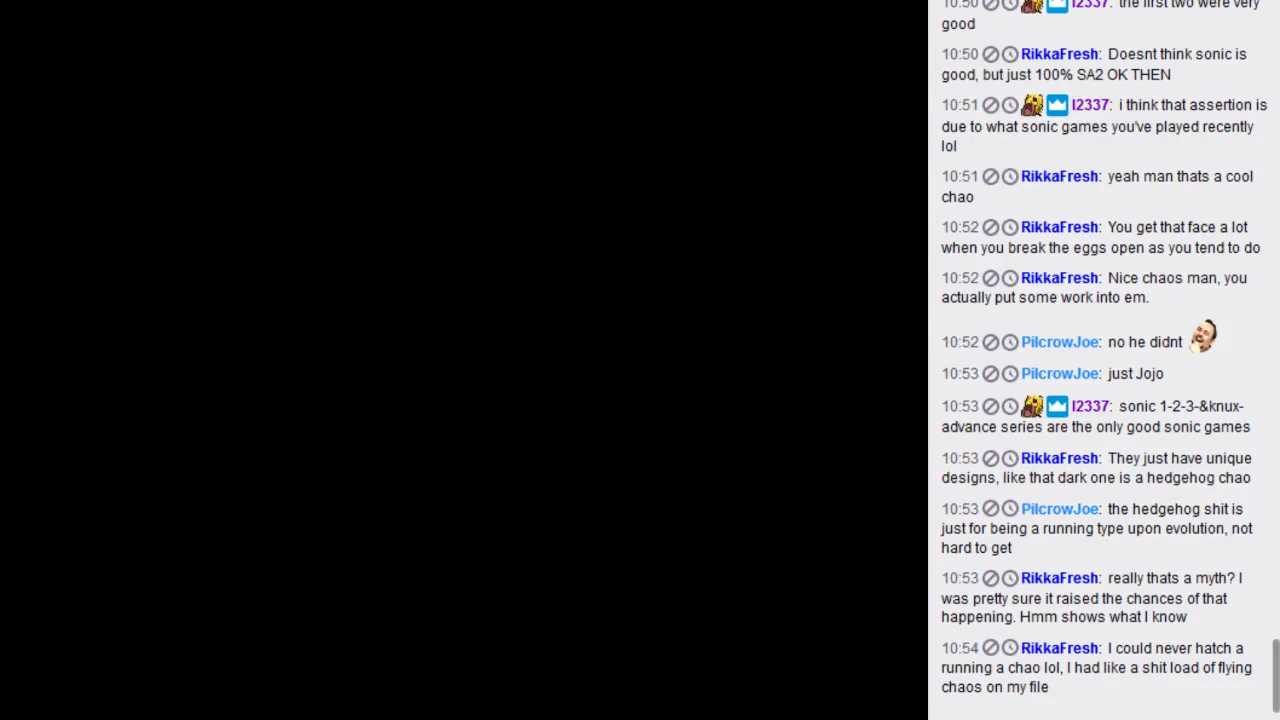 10:50 l2337: the first two were very
good
10:50 RikkaFresh: Doesnt think sonic is
good, but just 100% SA2 OK THEN
10:51 l2337: i think that assertion is
due to what sonic games you've played recently
lol
10:51 RikkaFresh: yeah man thats a cool
chao
10:52 RikkaFresh: You get that face a lot
when you break the eggs open as you tend to do
10:52 RikkaFresh: Nice chaos man, you
actually put some work into em.
10:52 PilcrowJoe: no he didnt
10:53 PilcrowJoe: just Jojo
10:53 l2337: sonic 1-2-3-&knux-
advance series are the only good sonic games
10:53 RikkaFresh: They just have unique
designs, like that dark one is a hedgehog chao
10:53 PilcrowJoe: the hedgehog shit is
just for being a running type upon evolution, not
hard to get
10:53 RikkaFresh: really thats a myth? I
was pretty sure it raised the chances of that
happening. Hmm shows what I know
10:54 RikkaFresh: I could never hatch a
running a chao lol, I had like a shit load of flying
chaos on my file